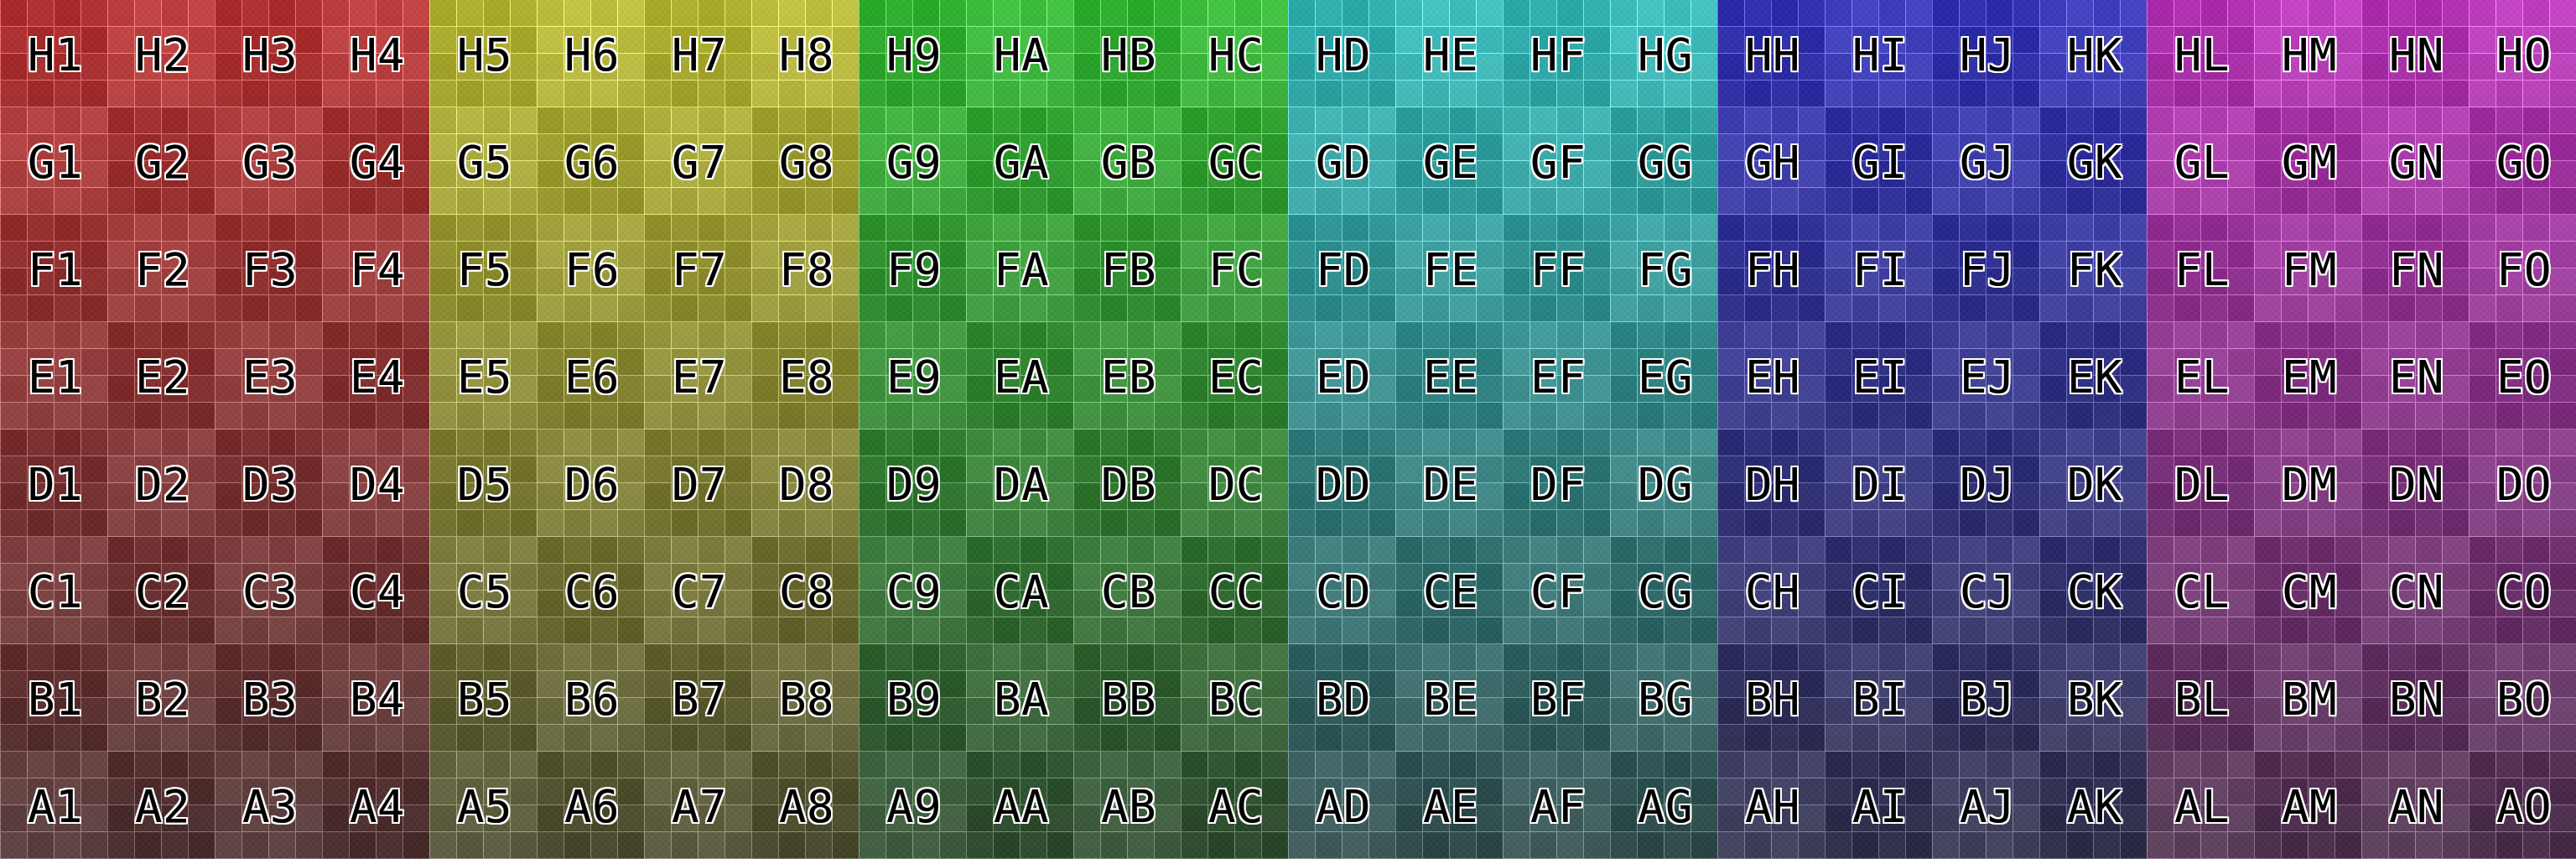 H1 H2 H3 H4 H5 H6 H7 H8 H9 HA HB HC HD HE HF HG HH HI HJ HK HL HM HN HO
G1 G2 G3 G4 G5 G6 G7 G8 G9 GA GB GC GD GE GF GG GH GI GJ GK GL GM GN GO
F1 F2 F3 F4 F5 F6 F7 F8 F9 FA FB FC FD FE FF FG FH FI FJ FK FL FM FN FO
E1 E2 E3 E4 E5 E6 E7 E8 E9 EA EB EC ED EE EF EG EH EI EJ EK EL EM EN EO
D1 D2 D3 D4 D5 D6 D7 D8 D9 DA DB DC DD DE DF DG DH DI DJ DK DL DM DN DO
C1 C2 C3 C4 C5 C6 C7 C8 C9 CA CB CC CD CE CF CG CH CI CJ CK CL CM CN CO
B1 B2 B3 B4 B5 B6 B7 B8 B9 BA BB BC BD BE BF BG BH BI BJ BK BL BM BN BO
A1 A2 A3 A4 A5 A6 A7 A8 A9 AA AB AC AD AE AF AG AH AI AJ AK AL AM AN AO